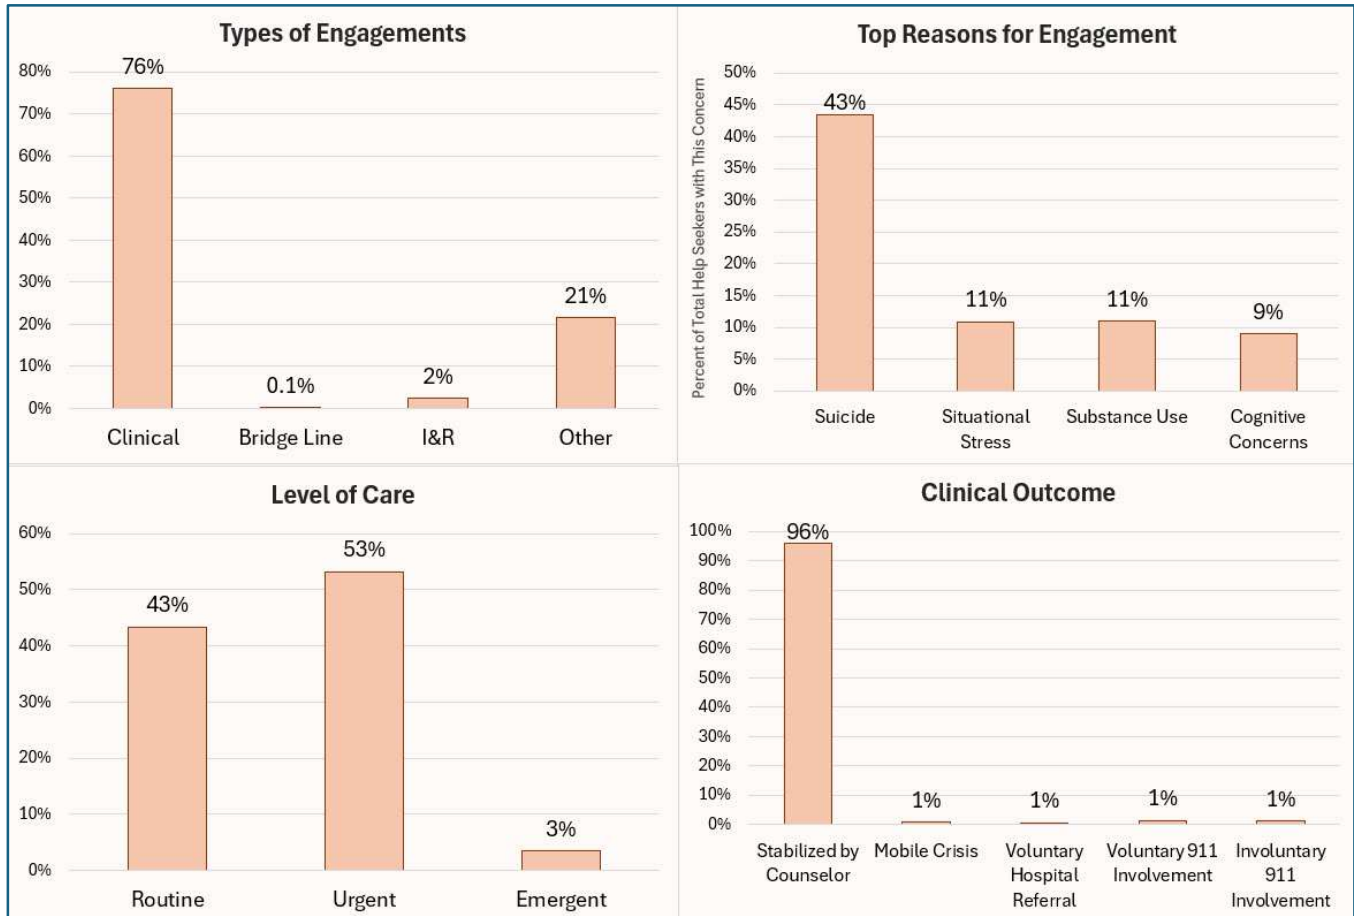 Types of Engagements
80%
70%
60%
50%
40%
30%
20%
10%
0%
76%
0.1%
2%
21%
Clinical
Bridge Line
I&R
Other
Top Reasons for Engagement
Percent of Total Help Seekers with This Concern
50%
45%
40%
35%
30%
25%
20%
15%
10%
5%
0%
43%
11%
11%
9%
Suicide
Situational
Stress
Substance Use
Cognitive
Concerns
Level of Care
60%
50%
40%
30%
20%
10%
0%
43%
53%
3%
Routine
Urgent
Emergent
Clinical Outcome
100%
90%
80%
70%
60%
50%
40%
30%
20%
10%
0%
96%
1%
1%
1%
1%
Stabilized by
Counselor
Mobile Crisis
Voluntary
Hospital
Referral
Voluntary 911
Involvement
Involuntary
911
Involvement